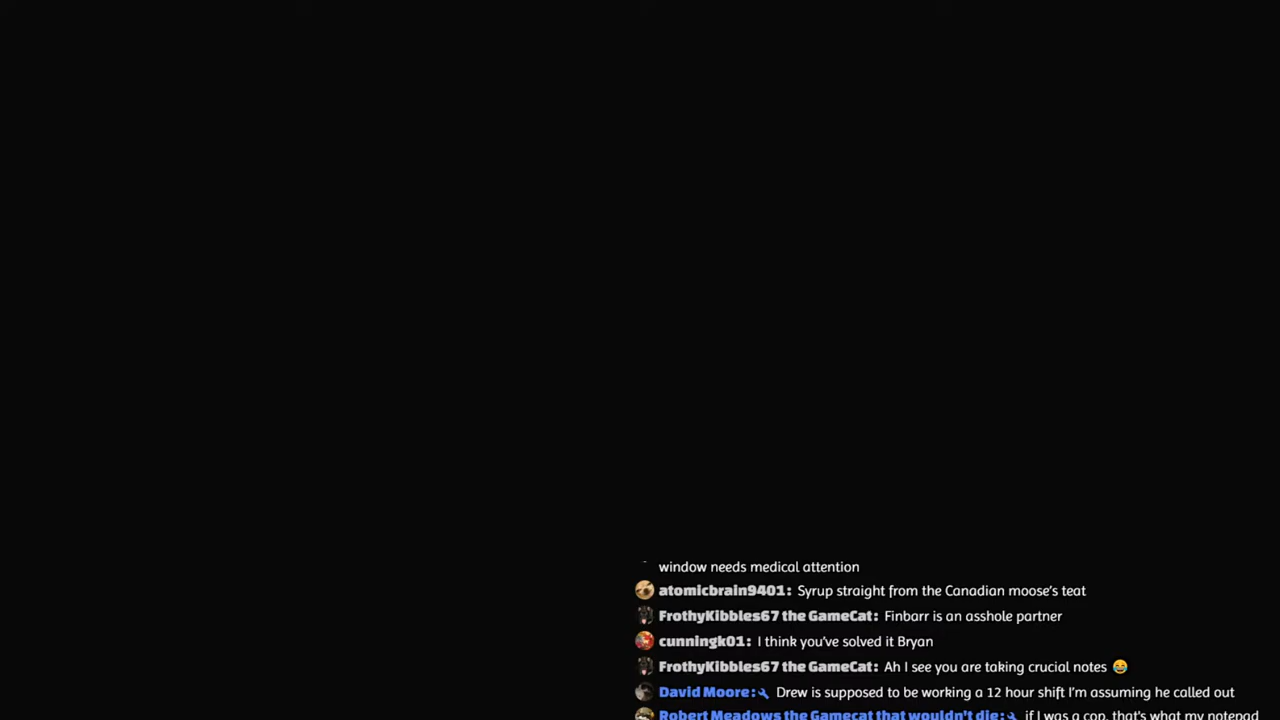 window needs medical attention
atomicbrain9401: Syrup straight from the Canadian moose's teat
FrothyKibbles67 the GameCat: Finbarr is an asshole partner
cunningk01: I think you've solved it Bryan
FrothyKibbles67 the GameCat: Ah I see you are taking crucial notes 😂
David Moore: Drew is supposed to be working a 12 hour shift I'm assuming he called out
Robert Meadows the Gamecat that wouldn't die: if I was a cop, that's what my notepad